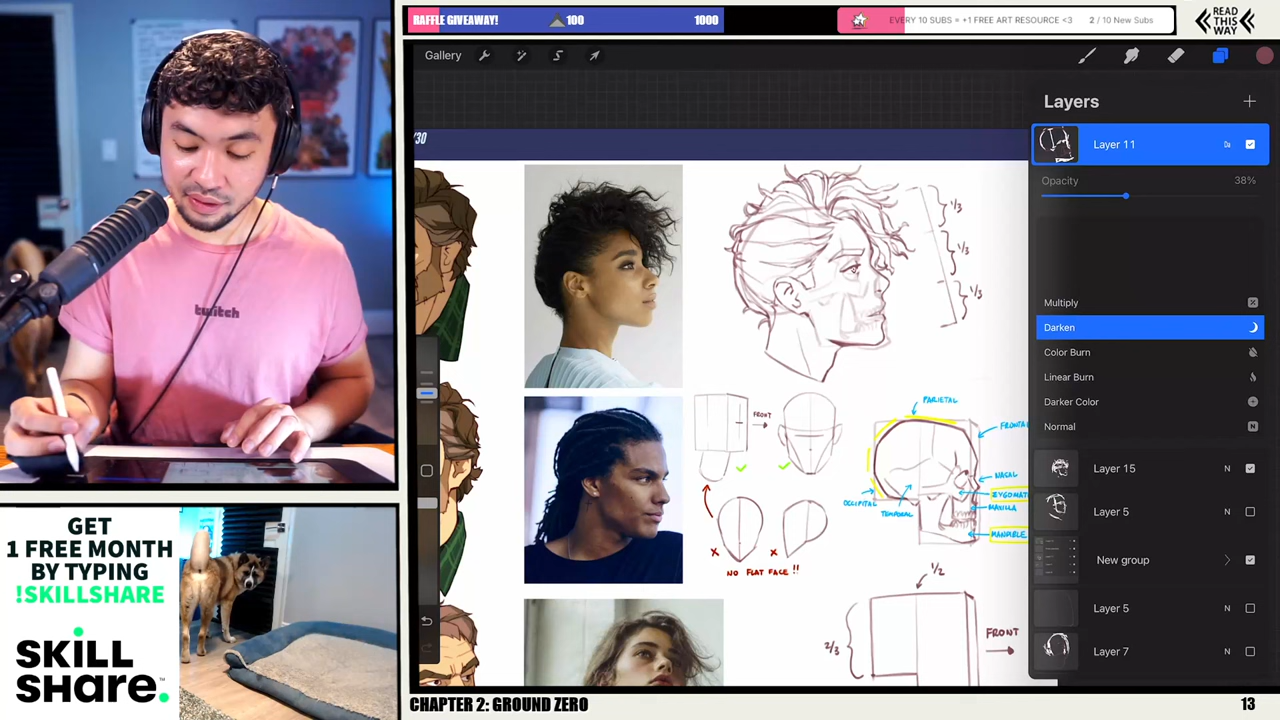 RAFFLE GIVEAWAY!
100
1000
EVERY 10 SUBS = +1 FREE ART RESOURCE <3
2 / 10 New Subs
READ
THIS
WAY
Gallery
/30
Layers
Layer 11
Opacity
38%
Multiply
Darken
Color Burn
Linear Burn
Darker Color
Normal
N
Layer 15
N
Layer 5
N
New group
Layer 5
N
Layer 7
N
1/3
1/3
1/3
FRONT
NO FLAT FACE !!
PARIETAL
FRONTAL
NASAL
ZYGOMAT
MAXILLA
MANDIBLE
OCCIPITAL
TEMPORAL
1/2
2/3
FRONT
twitch
GET
1 FREE MONTH
BY TYPING
!SKILLSHARE
SKILL
SHARE.
CHAPTER 2: GROUND ZERO
13